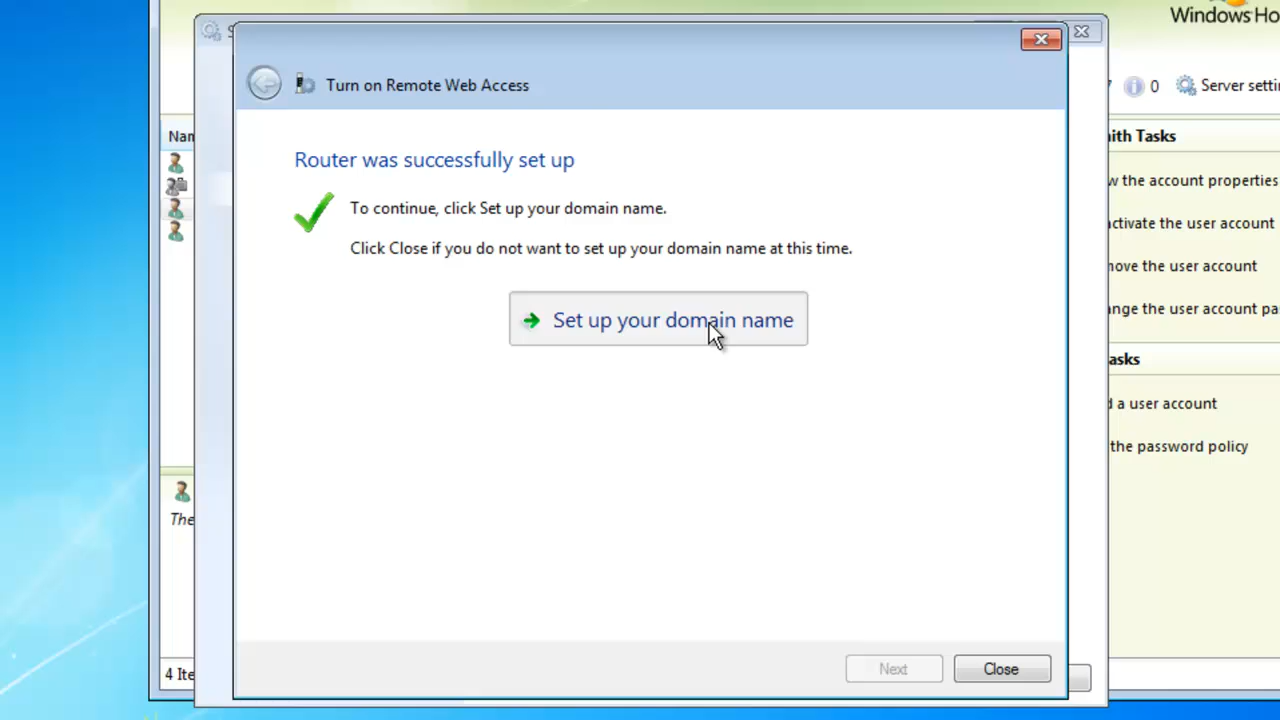 Windows Ho
Turn on Remote Web Access
0
Server setti
Nam
ith Tasks
Router was successfully set up
w the account properties
To continue, click Set up your domain name.
ctivate the user account
Click Close if you do not want to set up your domain name at this time.
nove the user account
nge the user account pa
Set up your domain name
asks
d a user account
the password policy
The
4 Ite
Next
Close